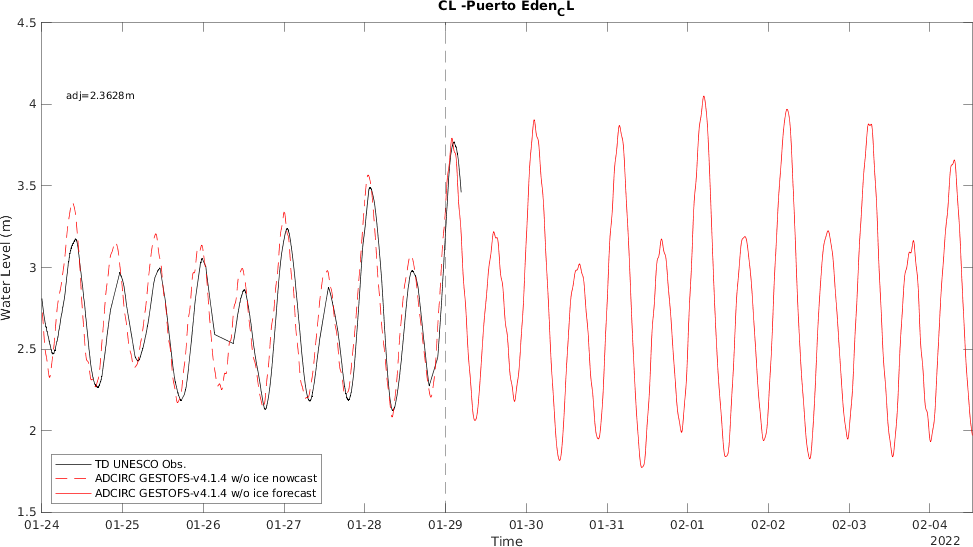 CL -Puerto Eden_CL
4.5
4
3.5
3
2.5
2
1.5
Water Level (m)
adj=2.3628m
TD UNESCO Obs.
ADCIRC GESTOFS-v4.1.4 w/o ice nowcast
ADCIRC GESTOFS-v4.1.4 w/o ice forecast
01-24 01-25 01-26 01-27 01-28 01-29 01-30 01-31 02-01 02-02 02-03 02-04
Time
2022